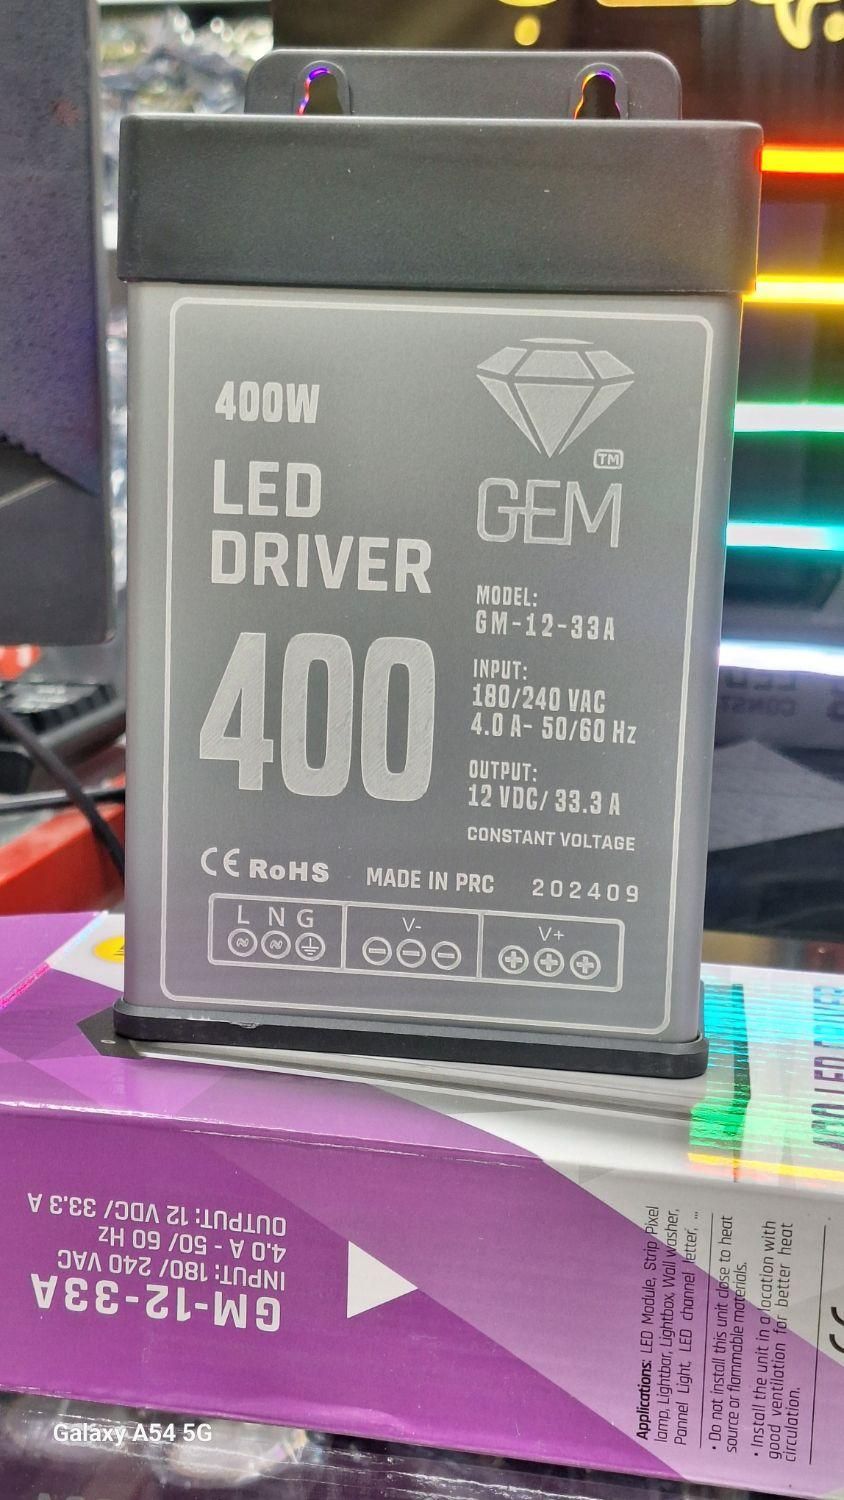 400W
LED
DRIVER
400
TM
GEM
MODEL:
GM-12-33A
INPUT:
180/240 VAC
4.0 A- 50/60 Hz
OUTPUT:
12 VDC/ 33.3 A
CONSTANT VOLTAGE
CE RoHS MADE IN PRC 202409
L N G V- V+
GM-12-33A
INPUT: 180/ 240 VAC
4.0 A - 50/ 60 Hz
OUTPUT: 12 VDC/ 33.3 A
Applications: LED Module, Strip Pixel
lamp, Lightbar, Lightbox, Wall washer,
Pannel Light, LED channel letter, ...
• Do not install this unit close to heat
source or flammable materials.
• Install the unit in a location with
good ventilation for better heat
circulation.
LED DRIVER
Galaxy A54 5G